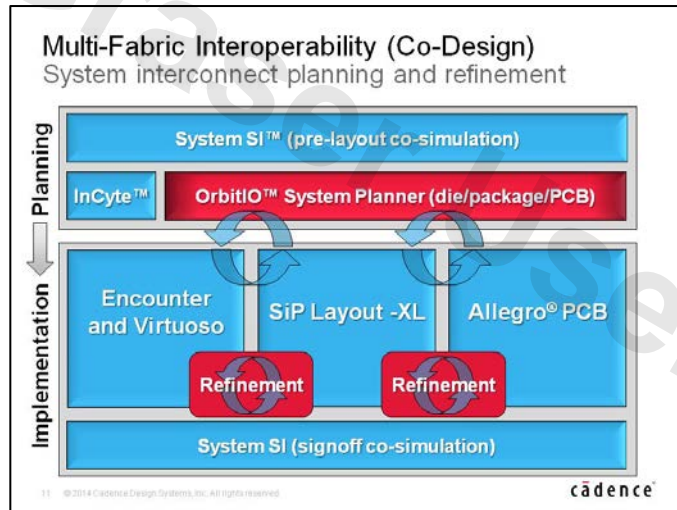 Multi-Fabric Interoperability (Co-Design)
System interconnect planning and refinement
Planning
System SI™ (pre-layout co-simulation)
InCyte™
OrbitIO™ System Planner (die/package/PCB)
Implementation
Encounter
and Virtuoso
SiP Layout -XL
Allegro® PCB
Refinement
Refinement
System SI (signoff co-simulation)
11 © 2014 Cadence Design Systems, Inc. All rights reserved.
cādence®